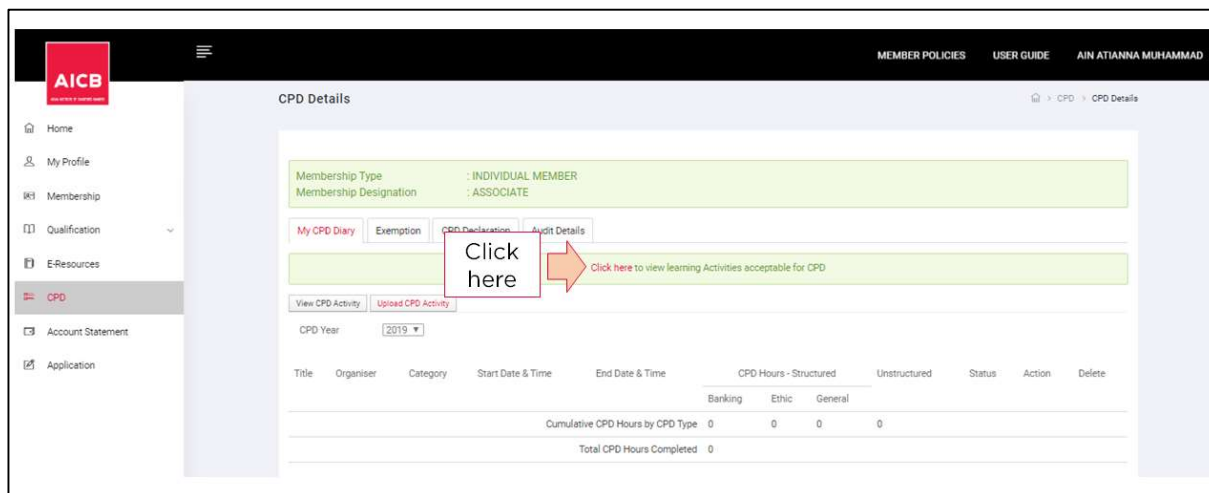 MEMBER POLICIES USER GUIDE AIN ATIANNA MUHAMMAD
AICB
CPD Details
CPD > CPD Details
Home
My Profile
Membership
Qualification
E-Resources
CPD
Account Statement
Application
Membership Type : INDIVIDUAL MEMBER
Membership Designation : ASSOCIATE
My CPD Diary Exemption CPD Declaration Audit Details
Click here
Click here to view learning Activities acceptable for CPD
View CPD Activity Upload CPD Activity
CPD Year 2019
Title Organiser Category Start Date & Time End Date & Time CPD Hours - Structured Unstructured Status Action Delete
Banking Ethic General
Cumulative CPD Hours by CPD Type 0 0 0 0
Total CPD Hours Completed 0